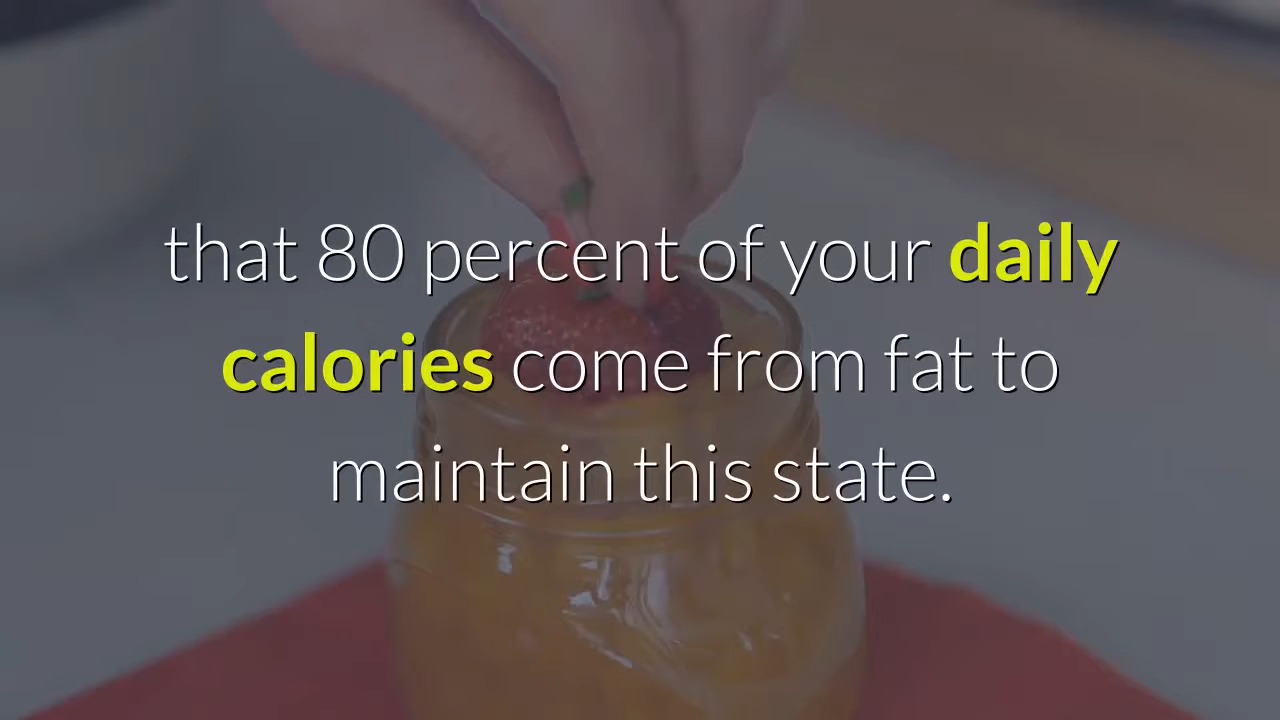 that 80 percent of your daily
calories come from fat to
maintain this state.